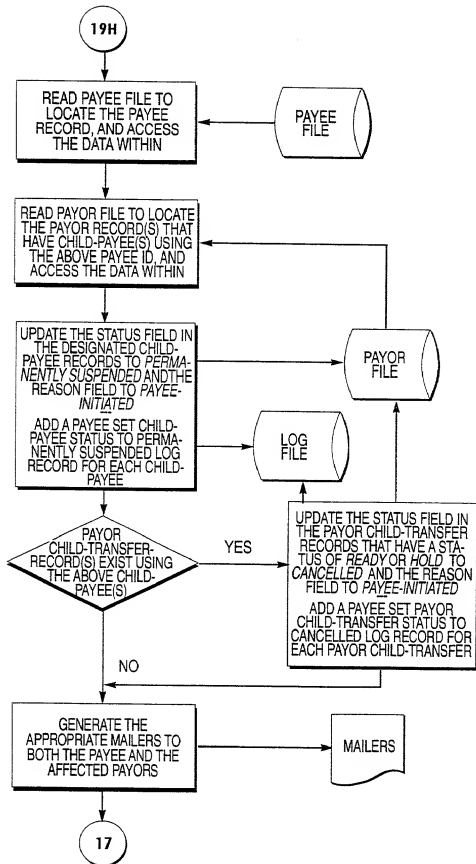 19H
READ PAYEE FILE TO
LOCATE THE PAYEE
RECORD, AND ACCESS
THE DATA WITHIN
PAYEE
FILE
READ PAYOR FILE TO LOCATE
THE PAYOR RECORD(S) THAT
HAVE CHILD-PAYEE(S) USING
THE ABOVE PAYEE ID, AND
ACCESS THE DATA WITHIN
UPDATE THE STATUS FIELD IN
THE DESIGNATED CHILD-
PAYEE RECORDS TO PERMA-
NENTLY SUSPENDED AND THE
REASON FIELD TO PAYEE-
INITIATED
ADD A PAYEE SET CHILD-
PAYEE STATUS TO PERMA-
NENTLY SUSPENDED LOG
RECORD FOR EACH CHILD-
PAYEE
PAYOR
FILE
LOG
FILE
PAYOR
CHILD-TRANSFER-
RECORD(S) EXIST USING
THE ABOVE CHILD-
PAYEE(S)
YES
UPDATE THE STATUS FIELD IN
THE PAYOR CHILD-TRANSFER
RECORDS THAT HAVE A STA-
TUS OF READY OR HOLD TO
CANCELLED AND THE REASON
FIELD TO PAYEE-INITIATED
ADD A PAYEE SET PAYOR
CHILD-TRANSFER STATUS TO
CANCELLED LOG RECORD FOR
EACH PAYOR CHILD-TRANSFER
NO
GENERATE THE
APPROPRIATE MAILERS TO
BOTH THE PAYEE AND THE
AFFECTED PAYORS
MAILERS
17